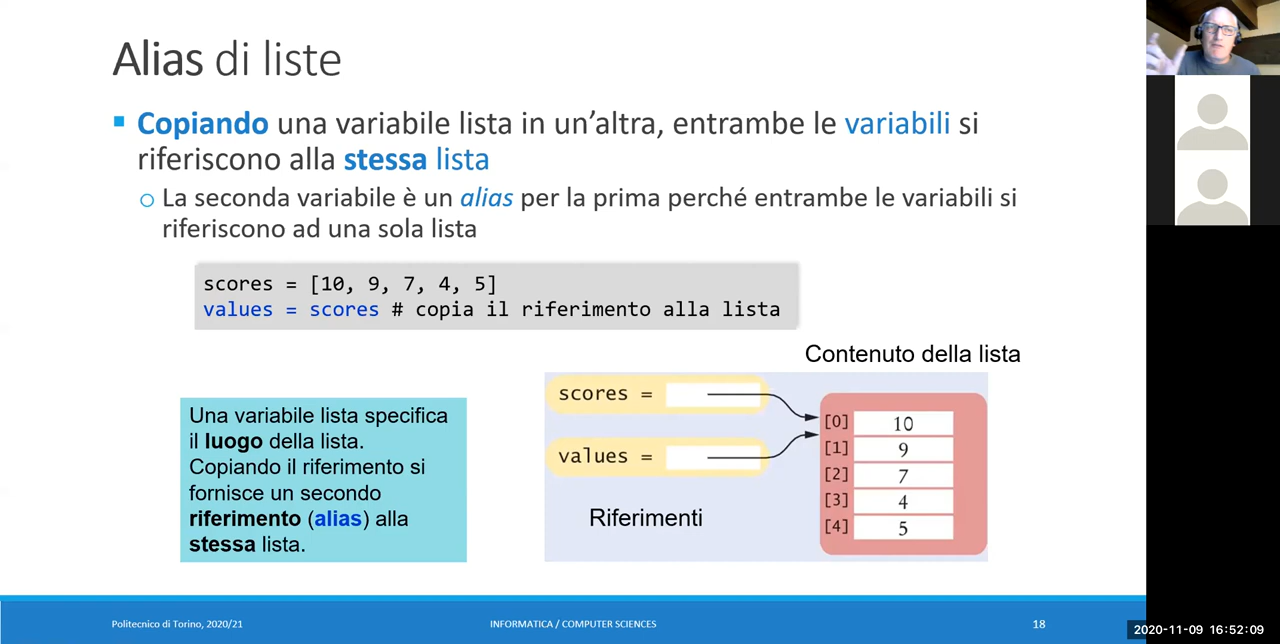 Alias di liste
Copiando una variabile lista in un’altra, entrambe le variabili si
riferiscono alla stessa lista
La seconda variabile è un alias per la prima perché entrambe le variabili si
riferiscono ad una sola lista
scores = [10, 9, 7, 4, 5]
values = scores # copia il riferimento alla lista
Una variabile lista specifica
il luogo della lista.
Copiando il riferimento si
fornisce un secondo
riferimento (alias) alla
stessa lista.
Contenuto della lista
scores =
values =
Riferimenti
[0] 10
[1] 9
[2] 7
[3] 4
[4] 5
Politecnico di Torino, 2020/21
INFORMATICA / COMPUTER SCIENCES
18
2020-11-09 16:52:09